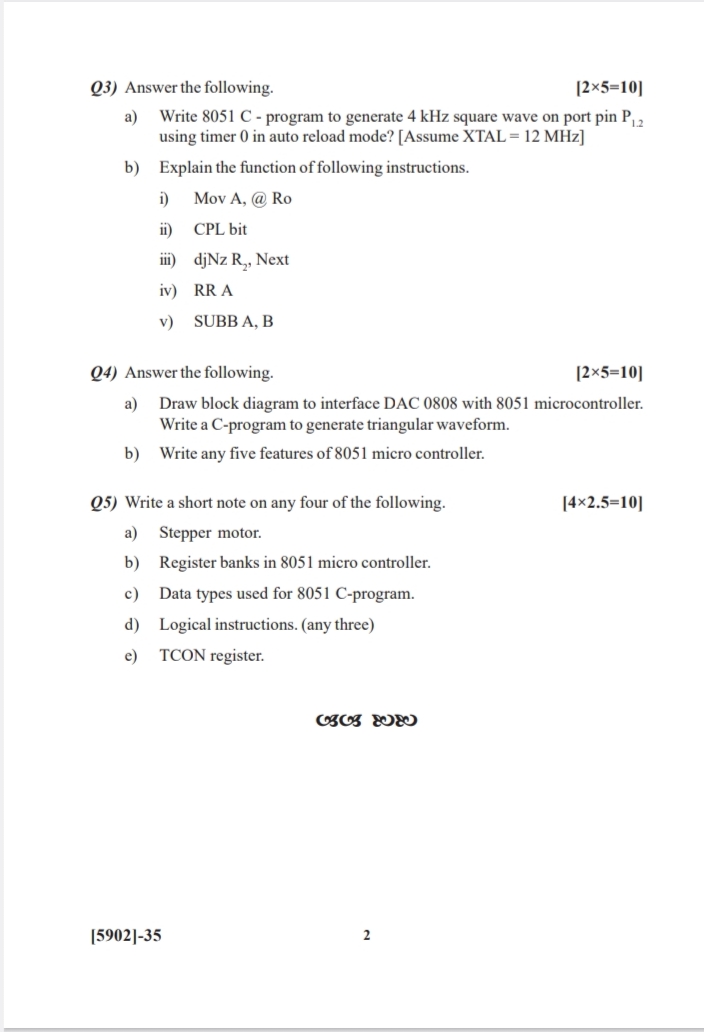 Q3) Answer the following. [2×5=10]
a) Write 8051 C - program to generate 4 kHz square wave on port pin P1.2
using timer 0 in auto reload mode? [Assume XTAL = 12 MHz]
b) Explain the function of following instructions.
i) Mov A, @ Ro
ii) CPL bit
iii) djNz R2, Next
iv) RR A
v) SUBB A, B
Q4) Answer the following. [2×5=10]
a) Draw block diagram to interface DAC 0808 with 8051 microcontroller.
Write a C-program to generate triangular waveform.
b) Write any five features of 8051 micro controller.
Q5) Write a short note on any four of the following. [4×2.5=10]
a) Stepper motor.
b) Register banks in 8051 micro controller.
c) Data types used for 8051 C-program.
d) Logical instructions. (any three)
e) TCON register.
[5902]-35 2